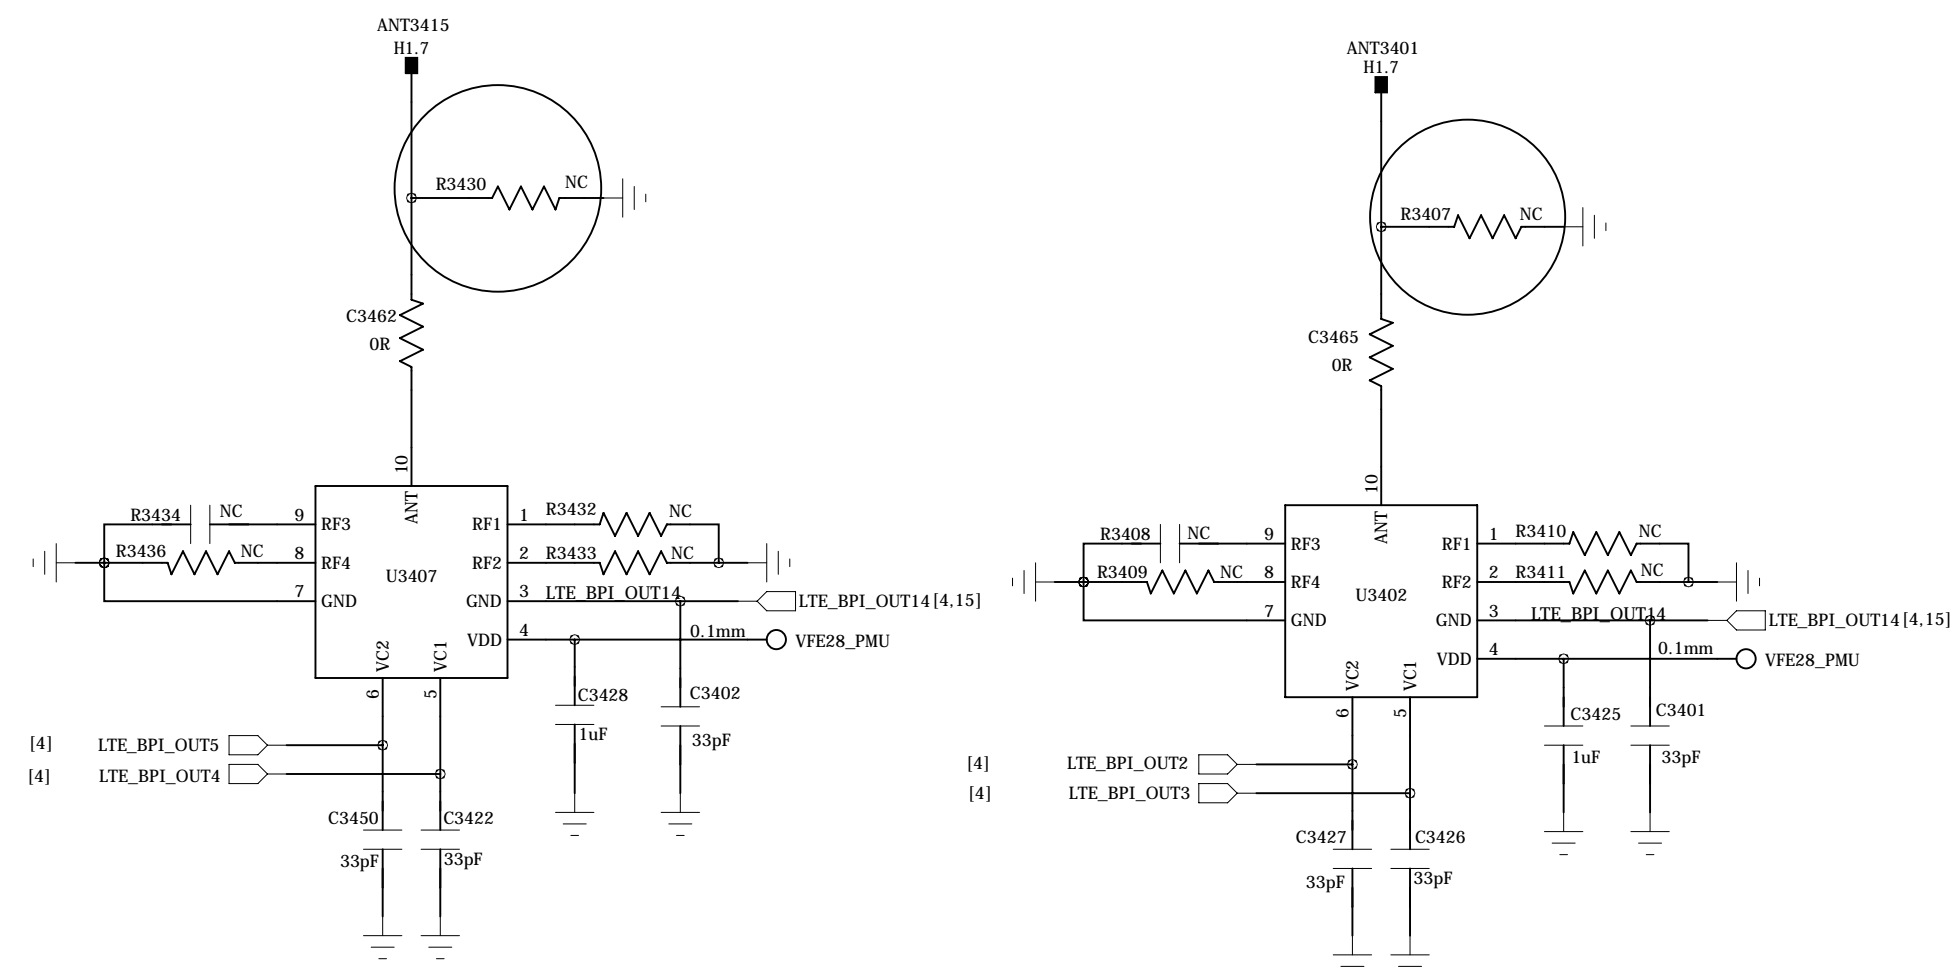 ANT3415
H1.7
R3430 NC
C3462
0R
10
ANT
R3434 NC 9 RF3
R3436 NC 8 RF4
7 GND
U3407
RF1 1 R3432 NC
RF2 2 R3433 NC
GND 3 LTE_BPI_OUT14 LTE_BPI_OUT14 [4,15]
VDD 4 0.1mm VFE28_PMU
VC2 VC1
6 5
C3428
1uF
C3402
33pF
[4] LTE_BPI_OUT5
[4] LTE_BPI_OUT4
C3450 C3422
33pF 33pF
ANT3401
H1.7
R3407 NC
C3465
0R
10
ANT
R3408 NC 9 RF3
R3409 NC 8 RF4
7 GND
U3402
RF1 1 R3410 NC
RF2 2 R3411 NC
GND 3 LTE_BPI_OUT14 LTE_BPI_OUT14 [4,15]
VDD 4 0.1mm VFE28_PMU
VC2 VC1
6 5
C3425
1uF
C3401
33pF
[4] LTE_BPI_OUT2
[4] LTE_BPI_OUT3
C3427 C3426
33pF 33pF